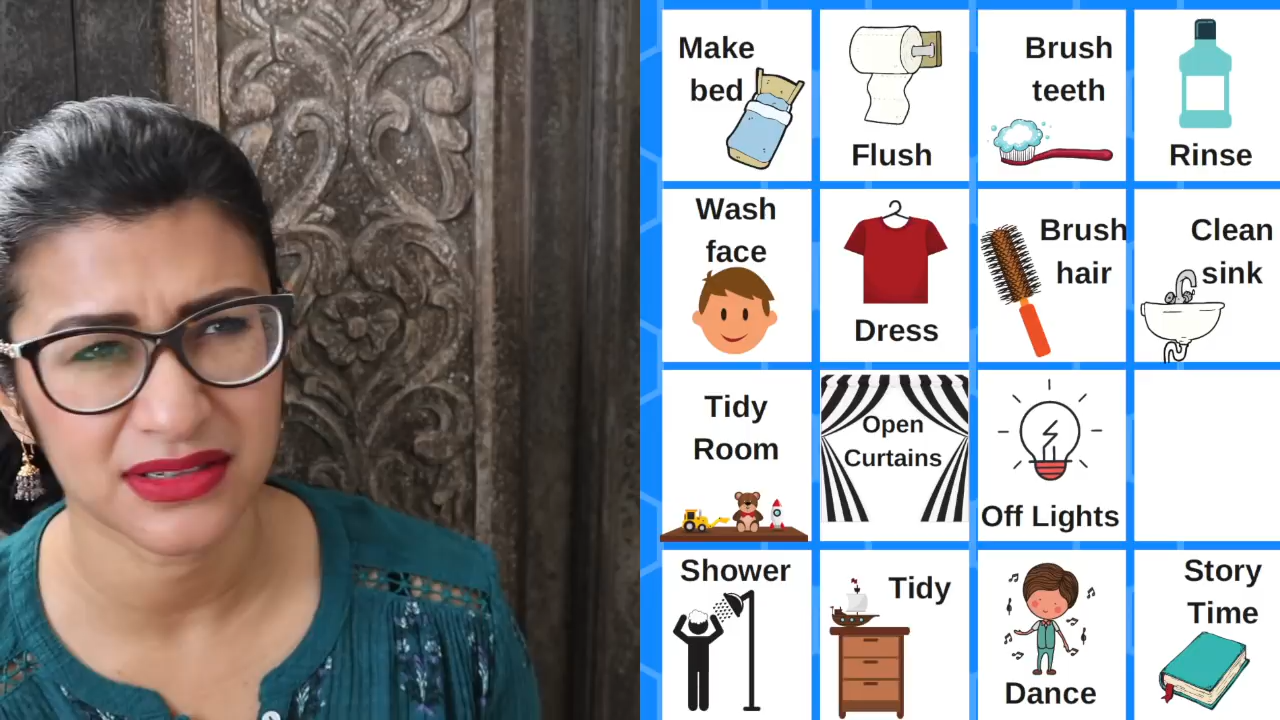 Make
bed
Flush
Brush
teeth
Rinse
Wash
face
Dress
Brush
hair
Clean
sink
Tidy
Room
Open
Curtains
Off Lights
Shower
Tidy
Dance
Story
Time